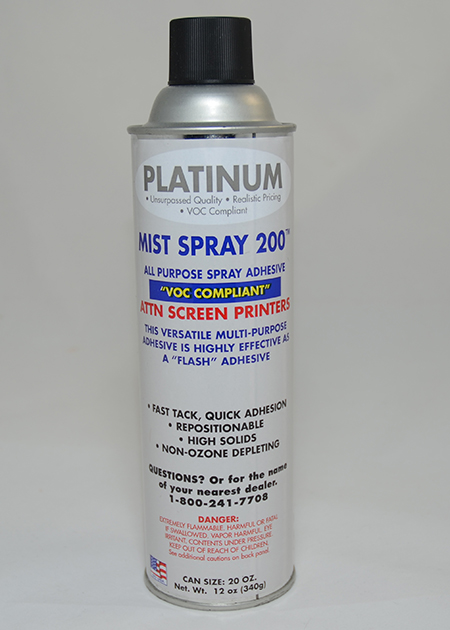 PLATINUM
• Unsurpassed Quality • Realistic Pricing
• VOC Compliant
MIST SPRAY 200™
ALL PURPOSE SPRAY ADHESIVE
"VOC COMPLIANT"
ATTN SCREEN PRINTERS
THIS VERSATILE MULTI-PURPOSE
ADHESIVE IS HIGHLY EFFECTIVE AS
A "FLASH" ADHESIVE
• FAST TACK, QUICK ADHESION
• REPOSITIONABLE
• HIGH SOLIDS
• NON-OZONE DEPLETING
QUESTIONS? Or for the name
of your nearest dealer.
1-800-241-7708
DANGER:
EXTREMELY FLAMMABLE. HARMFUL OR FATAL
IF SWALLOWED. VAPOR HARMFUL. EYE
IRRITANT. CONTENTS UNDER PRESSURE.
KEEP OUT OF REACH OF CHILDREN.
See additional cautions on back panel.
CAN SIZE: 20 OZ.
Net. Wt. 12 oz (340g)